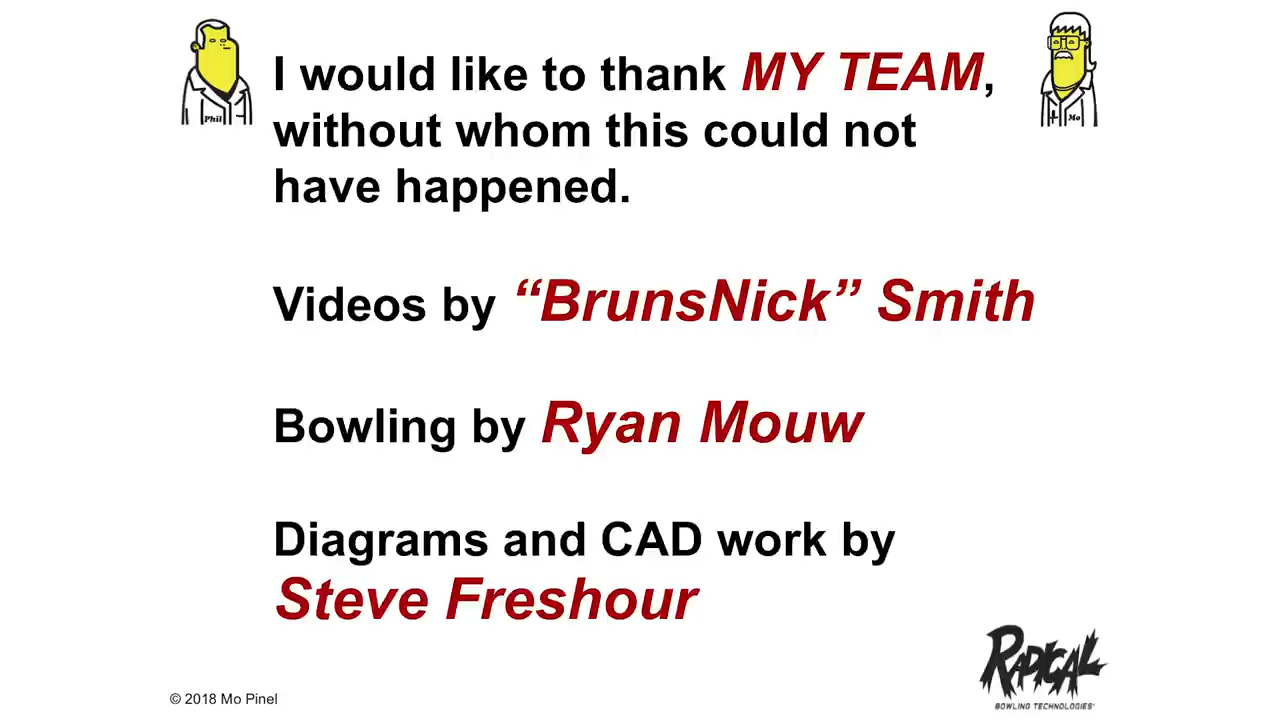 I would like to thank MY TEAM,
without whom this could not
have happened.
Phil
Mo
Videos by “BrunsNick” Smith
Bowling by Ryan Mouw
Diagrams and CAD work by
Steve Freshour
RADICAL
BOWLING TECHNOLOGIES
© 2018 Mo Pinel